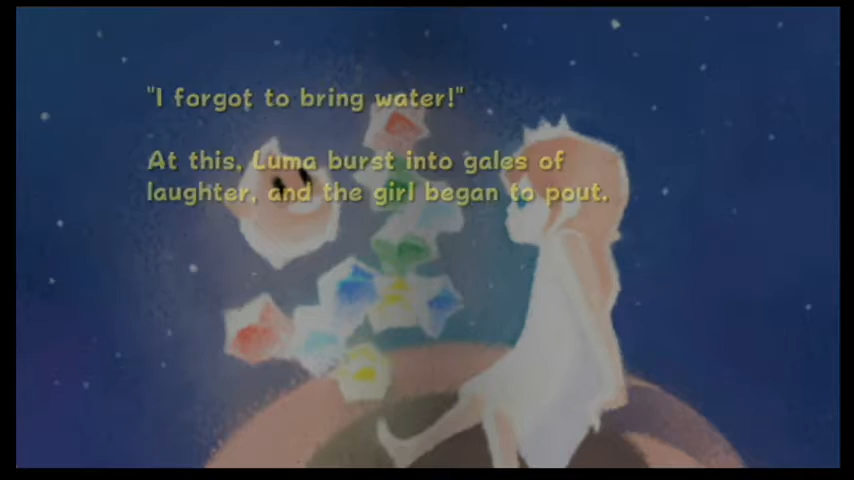 "I forgot to bring water!"
At this, Luma burst into gales of
laughter, and the girl began to pout.